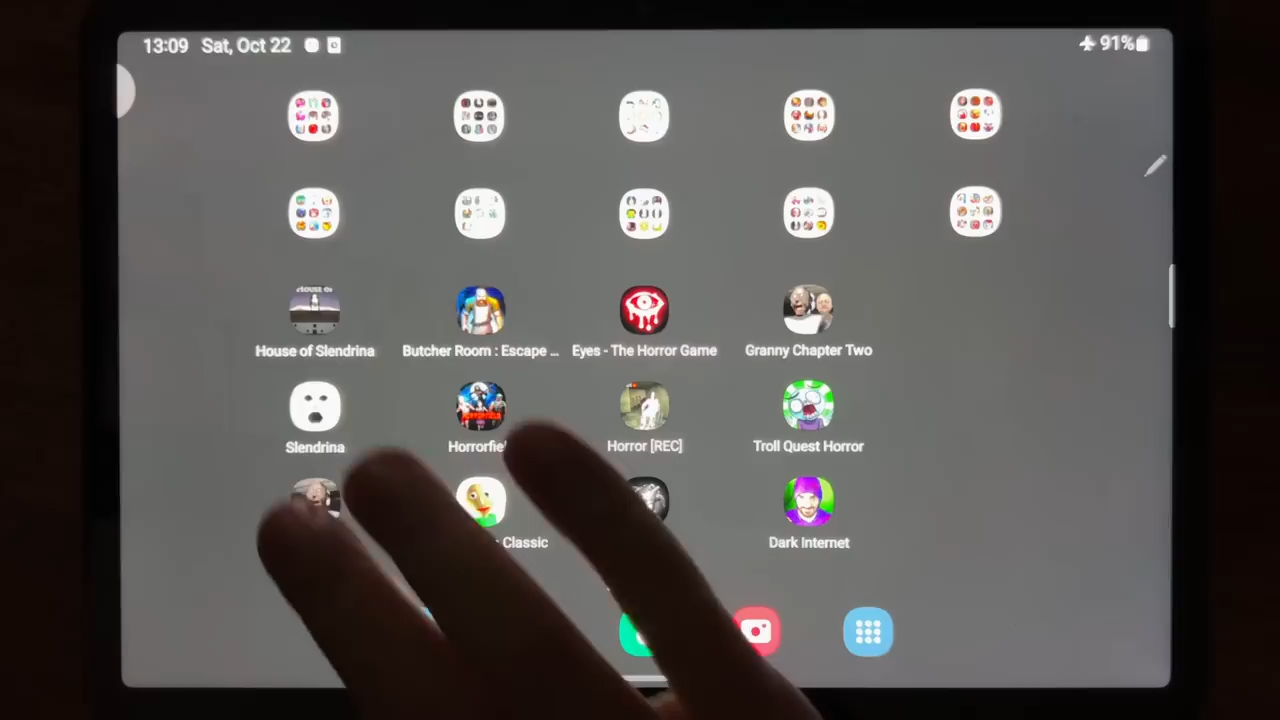 13:09 Sat, Oct 22
91%
House of Slendrina
Butcher Room : Escape ...
Eyes - The Horror Game
Granny Chapter Two
Slendrina
Horrorfie
Horror [REC]
Troll Quest Horror
Classic
Dark Internet